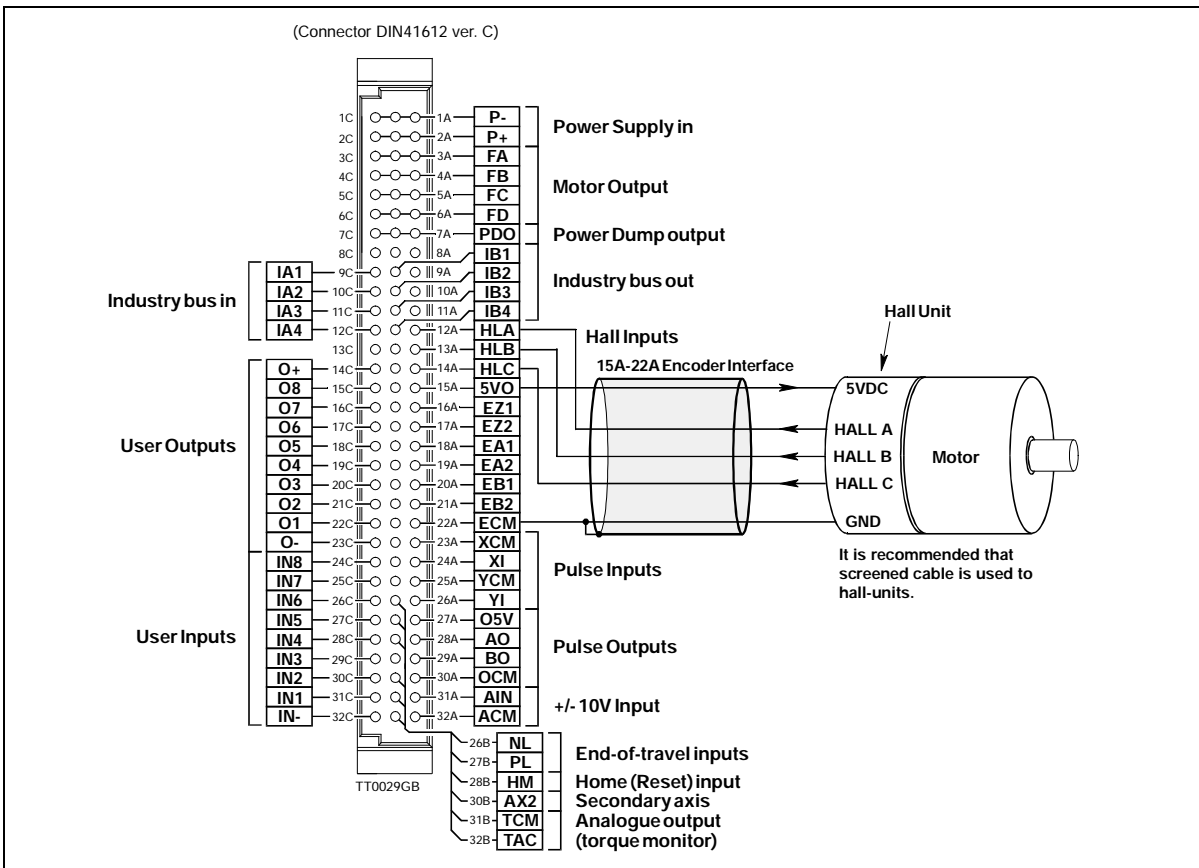 (Connector DIN41612 ver. C)
1C 1A P-
2C 2A P+
Power Supply in
3C 3A FA
4C 4A FB
5C 5A FC
6C 6A FD
Motor Output
7C 7A PDO
Power Dump output
8C 8A IB1
IA1 9C 9A IB2
IA2 10C 10A IB3
IA3 11C 11A IB4
Industry bus in
Industry bus out
IA4 12C 12A HLA
13C 13A HLB
O+ 14C 14A HLC
Hall Inputs
15A-22A Encoder Interface
O8 15C 15A 5VO
O7 16C 16A EZ1
O6 17C 17A EZ2
O5 18C 18A EA1
User Outputs
O4 19C 19A EA2
O3 20C 20A EB1
O2 21C 21A EB2
O1 22C 22A ECM
O- 23C 23A XCM
IN8 24C 24A XI
IN7 25C 25A YCM
IN6 26C 26A YI
Pulse Inputs
IN5 27C 27A O5V
IN4 28C 28A AO
IN3 29C 29A BO
IN2 30C 30A OCM
User Inputs
Pulse Outputs
IN1 31C 31A AIN
IN- 32C 32A ACM
+/- 10V Input
26B NL
27B PL
End-of-travel inputs
28B HM Home (Reset) input
30B AX2 Secondary axis
31B TCM Analogue output
32B TAC (torque monitor)
TT0029GB
Hall Unit
5VDC
HALL A
HALL B
HALL C
GND
Motor
It is recommended that
screened cable is used to
hall-units.